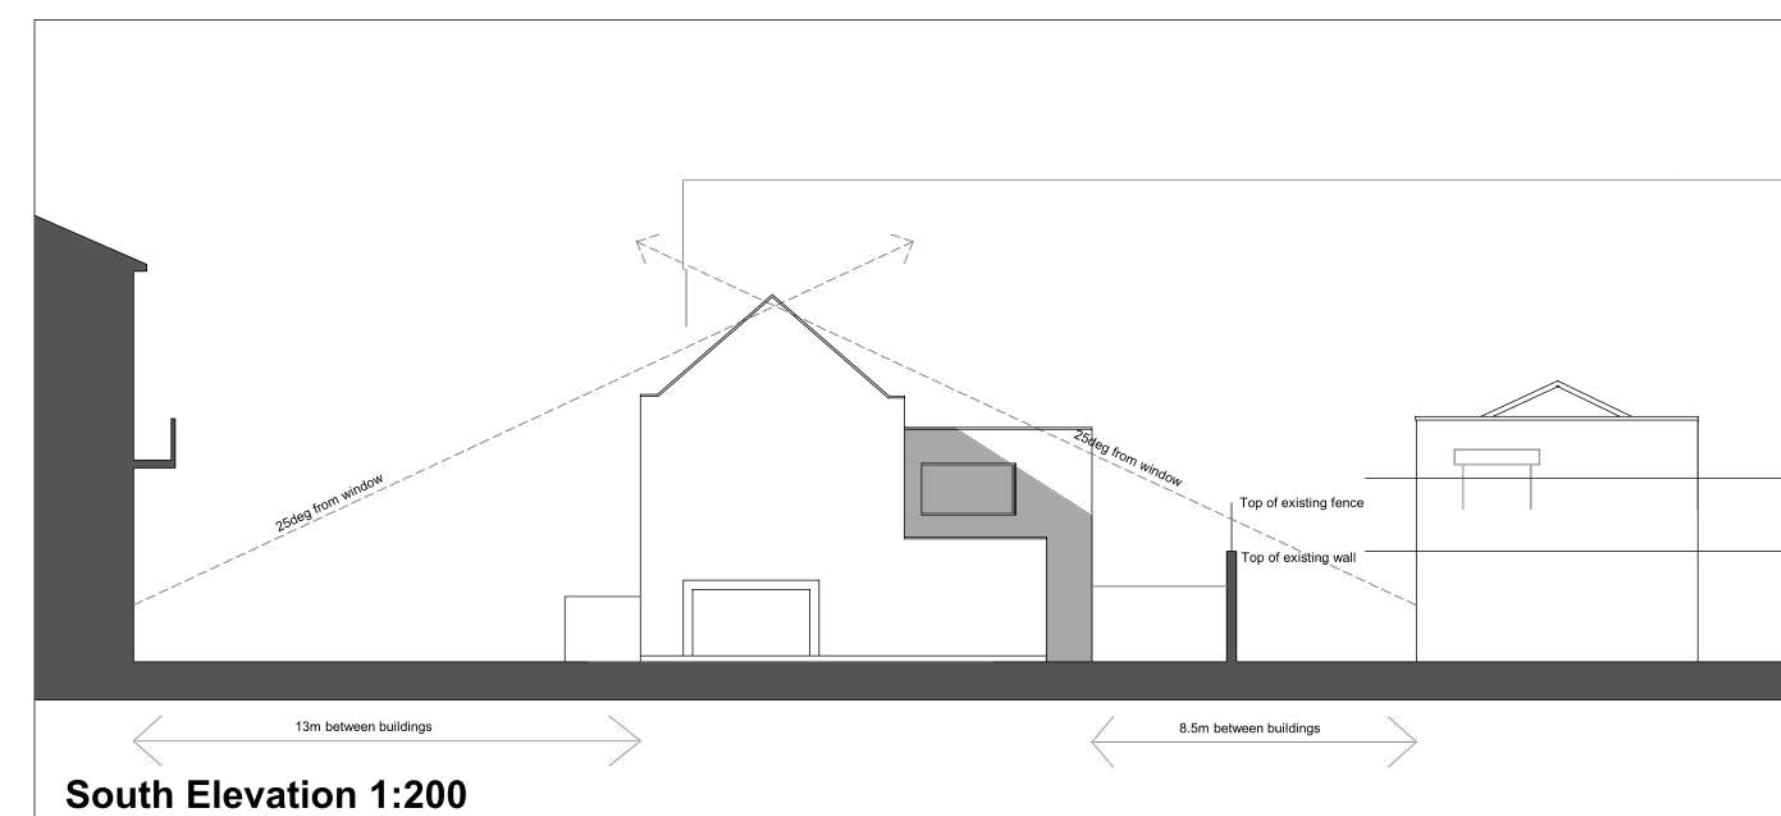 25deg from window
25deg from window
Top of existing fence
Top of existing wall
13m between buildings
8.5m between buildings
South Elevation 1:200